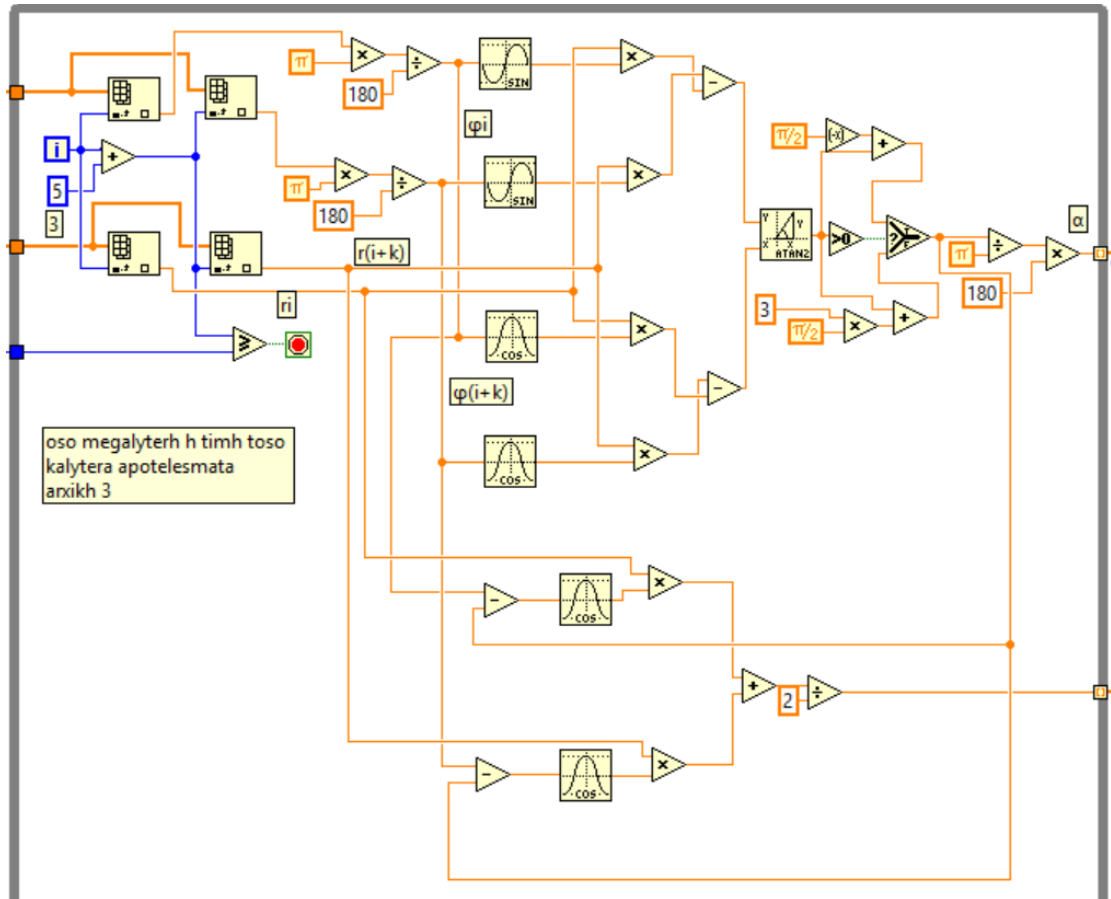 π
180
SIN
φi
i
5
3
π
180
SIN
π/2
(-x)
r(i+k)
ri
ATAN2
>0
?
T
F
π
180
α
3
π/2
COS
φ(i+k)
COS
oso megalyterh h timh toso
kalytera apotelesmata
arxikh 3
COS
2
COS